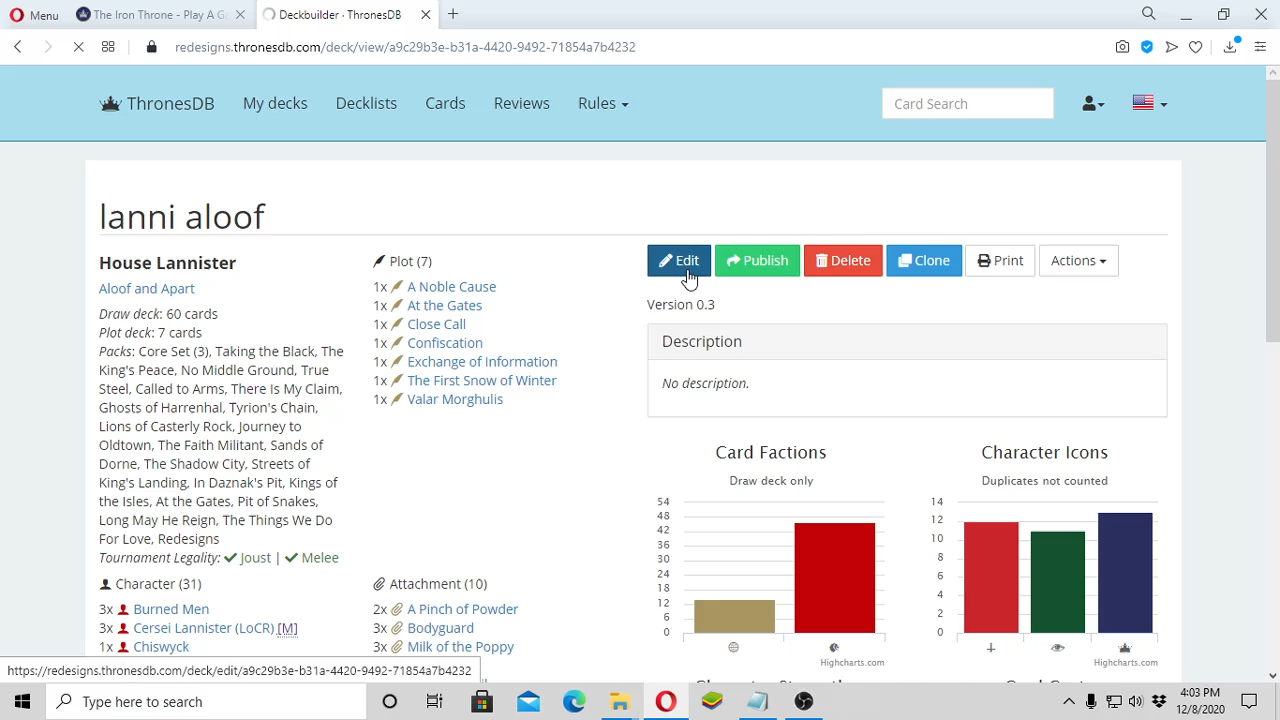 Menu
The Iron Throne - Play A G
Deckbuilder · ThronesDB
redesigns.thronesdb.com/deck/view/a9c29b3e-b31a-4420-9492-71854a7b4232
ThronesDB
My decks
Decklists
Cards
Reviews
Rules
Card Search
lanni aloof
House Lannister
Aloof and Apart
Draw deck: 60 cards
Plot deck: 7 cards
Packs: Core Set (3), Taking the Black, The
King's Peace, No Middle Ground, True
Steel, Called to Arms, There Is My Claim,
Ghosts of Harrenhal, Tyrion's Chain,
Lions of Casterly Rock, Journey to
Oldtown, The Faith Militant, Sands of
Dorne, The Shadow City, Streets of
King's Landing, In Daznak's Pit, Kings of
the Isles, At the Gates, Pit of Snakes,
Long May He Reign, The Things We Do
For Love, Redesigns
Tournament Legality: Joust | Melee
Character (31)
3x Burned Men
3x Cersei Lannister (LoCR) [M]
1x Chiswyck
Plot (7)
1x A Noble Cause
1x At the Gates
1x Close Call
1x Confiscation
1x Exchange of Information
1x The First Snow of Winter
1x Valar Morghulis
Attachment (10)
2x A Pinch of Powder
3x Bodyguard
3x Milk of the Poppy
Edit
Publish
Delete
Clone
Print
Actions
Version 0.3
Description
No description.
Card Factions
Draw deck only
54
48
42
36
30
24
18
12
6
0
Highcharts.com
Character Icons
Duplicates not counted
14
12
10
8
6
4
2
0
Highcharts.com
https://redesigns.thronesdb.com/deck/edit/a9c29b3e-b31a-4420-9492-71854a7b4232
Type here to search
4:03 PM
12/8/2020